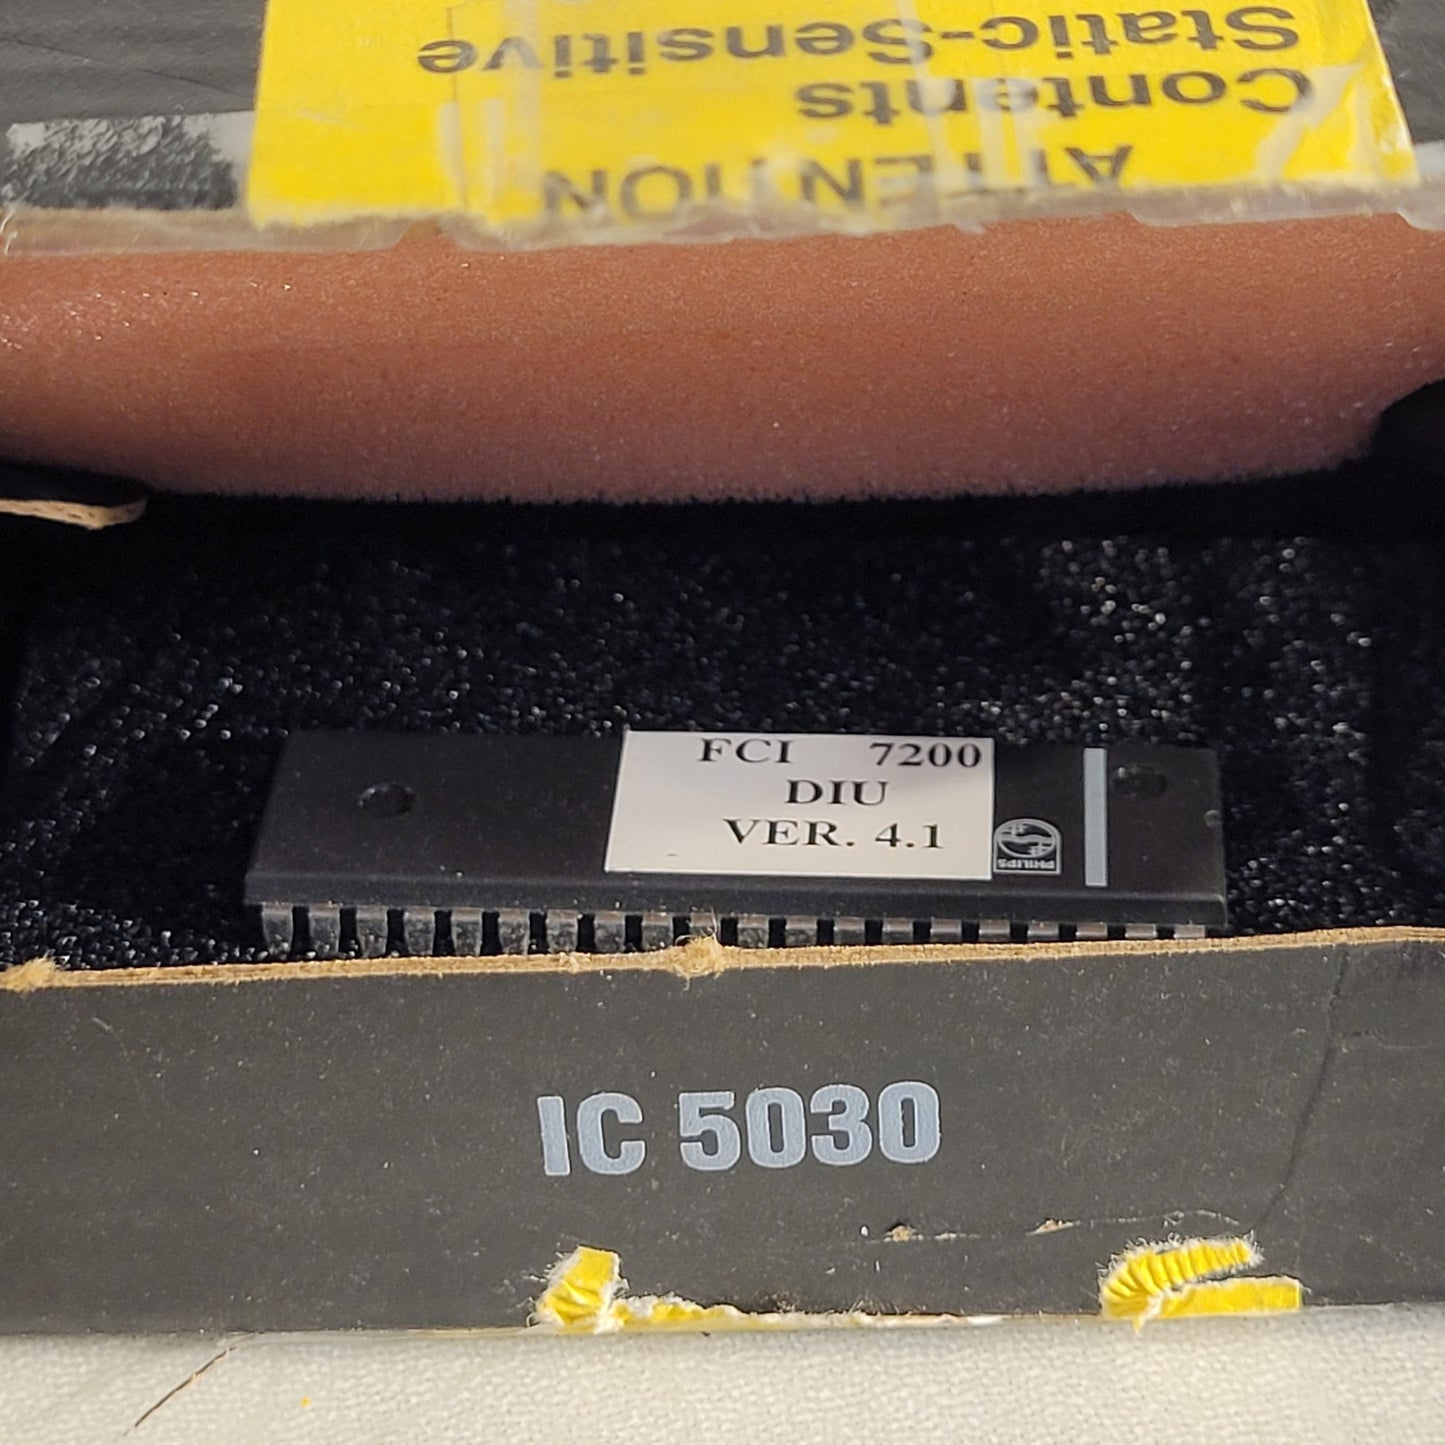 ATTENTION
Contents
Static-Sensitive
FCI 7200
DIU
VER. 4.1
PHILIPS
IC 5030